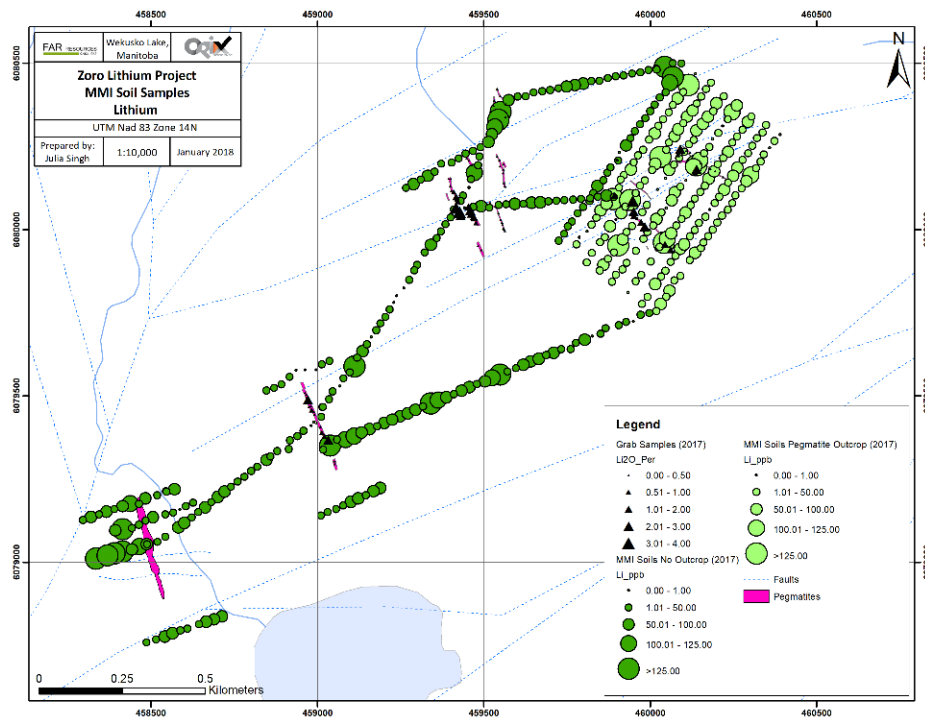 458500 459000 459500 460000 460500
FAR RESOURCES
Wekusko Lake,
Manitoba
Zoro Lithium Project
MMI Soil Samples
Lithium
UTM Nad 83 Zone 14N
Prepared by:
Julia Singh
1:10,000
January 2018
N
6080500
6080000
6079500
6079000
Legend
Grab Samples (2017)
Li2O_Per
0.00 - 0.50
0.51 - 1.00
1.01 - 2.00
2.01 - 3.00
3.01 - 4.00
MMI Soils No Outcrop (2017)
Li_ppb
0.00 - 1.00
1.01 - 50.00
50.01 - 100.00
100.01 - 125.00
>125.00
MMI Soils Pegmatite Outcrop (2017)
Li_ppb
0.00 - 1.00
1.01 - 50.00
50.01 - 100.00
100.01 - 125.00
>125.00
Faults
Pegmatites
0 0.25 0.5
Kilometers
458500 459000 459500 460000 460500